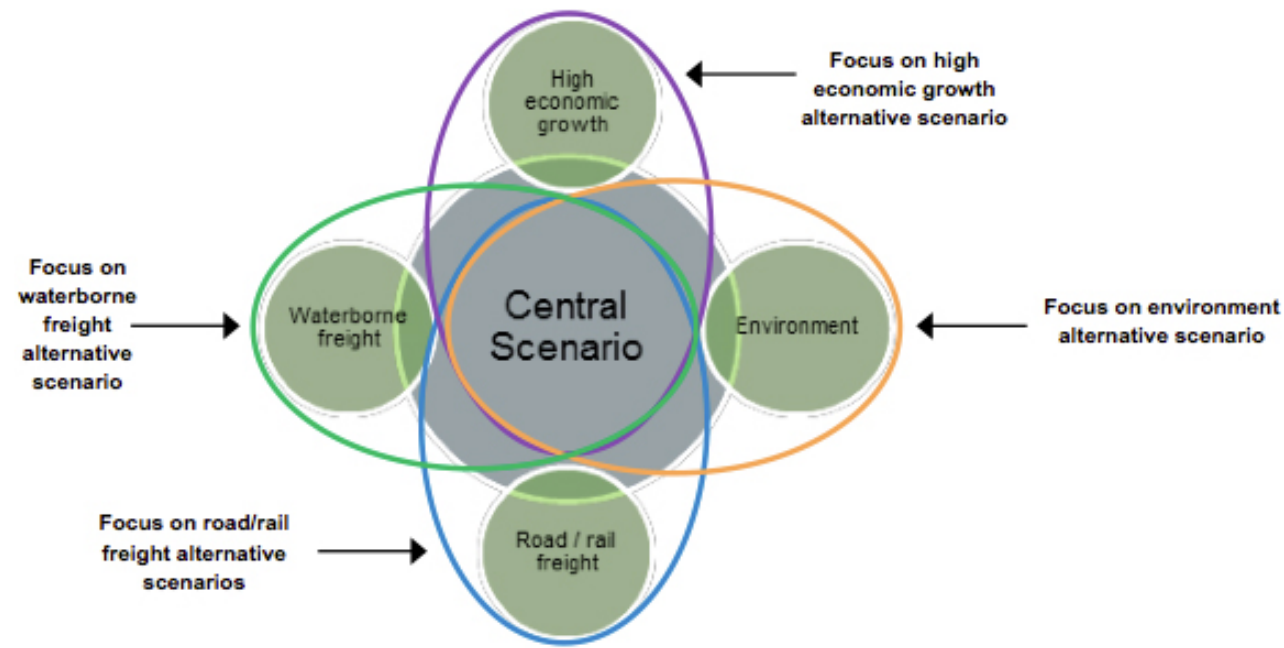 High
economic
growth
Focus on high
economic growth
alternative scenario
Focus on
waterborne
freight
alternative
scenario
Waterborne
freight
Central
Scenario
Environment
Focus on environment
alternative scenario
Focus on road/rail
freight alternative
scenarios
Road / rail
freight